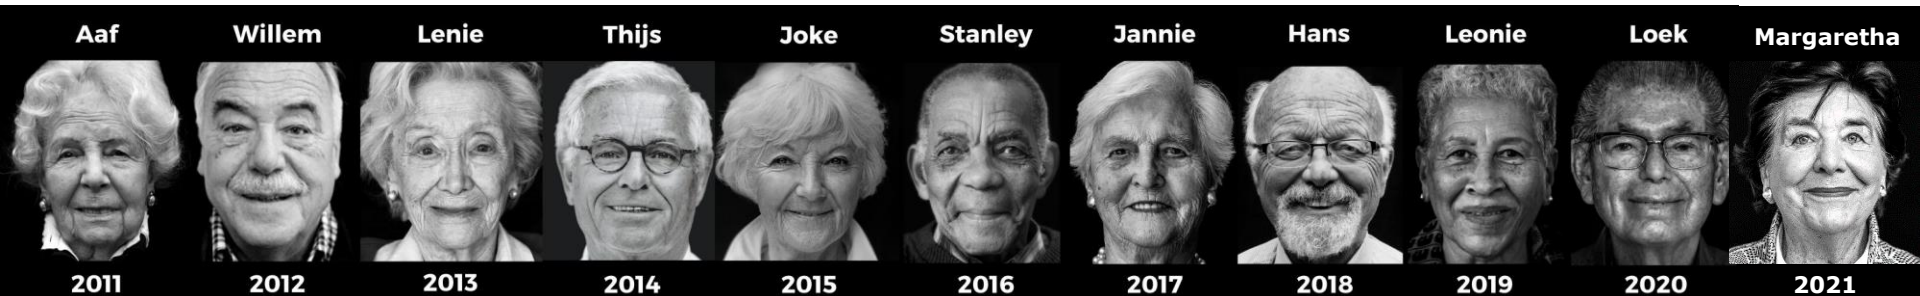 Aaf Willem Lenie Thijs Joke Stanley Jannie Hans Leonie Loek Margaretha
2011 2012 2013 2014 2015 2016 2017 2018 2019 2020 2021